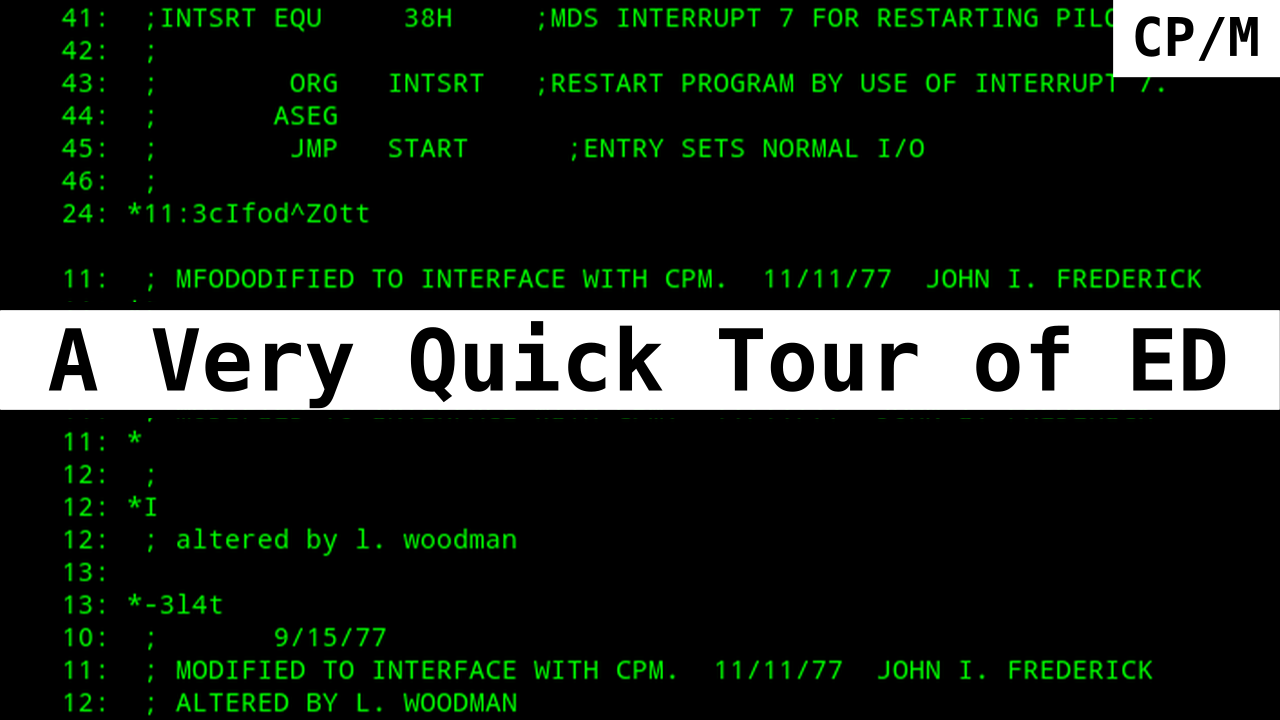 41: ;INTSRT EQU 38H ;MDS INTERRUPT 7 FOR RESTARTING
CP/M
42: ;
43: ; ORG INTSRT ;RESTART PROGRAM BY USE OF INTERRUPT 7.
44: ; ASEG
45: ; JMP START ;ENTRY SETS NORMAL I/O
46: ;
24: *11:3cIfod^Z0tt
11: ; MFODODIFIED TO INTERFACE WITH CPM. 11/11/77 JOHN I. FREDERICK
A Very Quick Tour of ED
11: *
12: ;
12: *I
12: ; altered by l. woodman
13:
13: *-3l4t
10: ; 9/15/77
11: ; MODIFIED TO INTERFACE WITH CPM. 11/11/77 JOHN I. FREDERICK
12: ; ALTERED BY L. WOODMAN